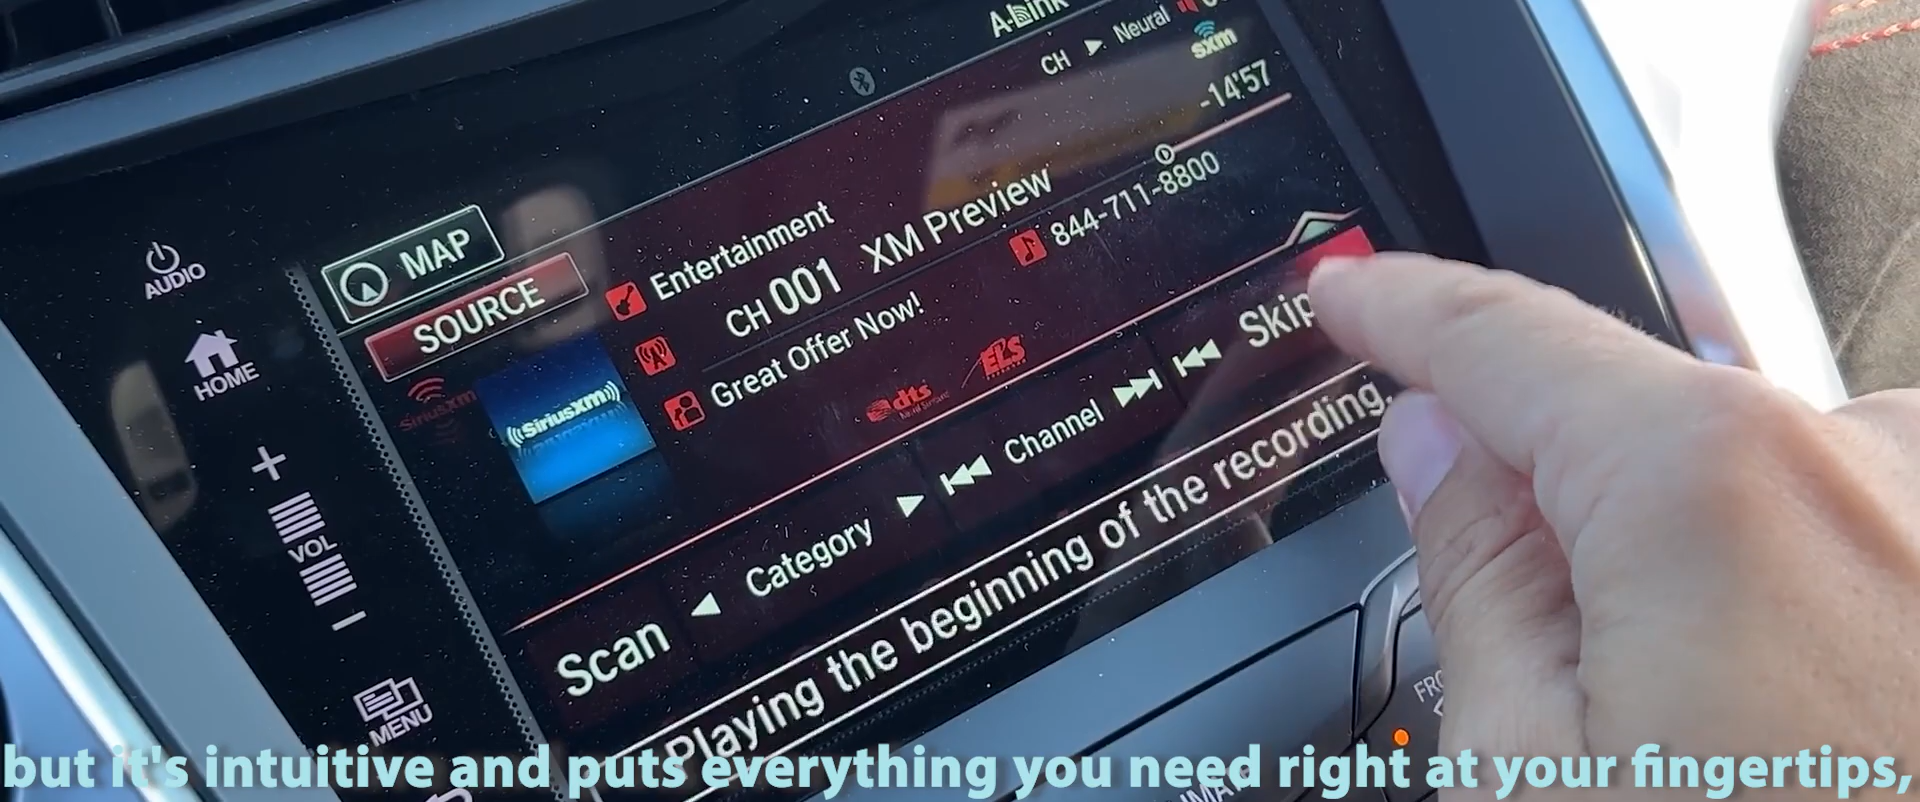 A-Link
CH ▶ Neural
sxm
-14'57
MAP
SOURCE
Entertainment
CH 001 XM Preview
844-711-8800
Great Offer Now!
SiriusXM
((SiriusXM))
dts
ELS
AUDIO
HOME
+
VOL
-
MENU
Scan
◀ Category ▶
Channel
Skip
Playing the beginning of the recording.
but it's intuitive and puts everything you need right at your fingertips,